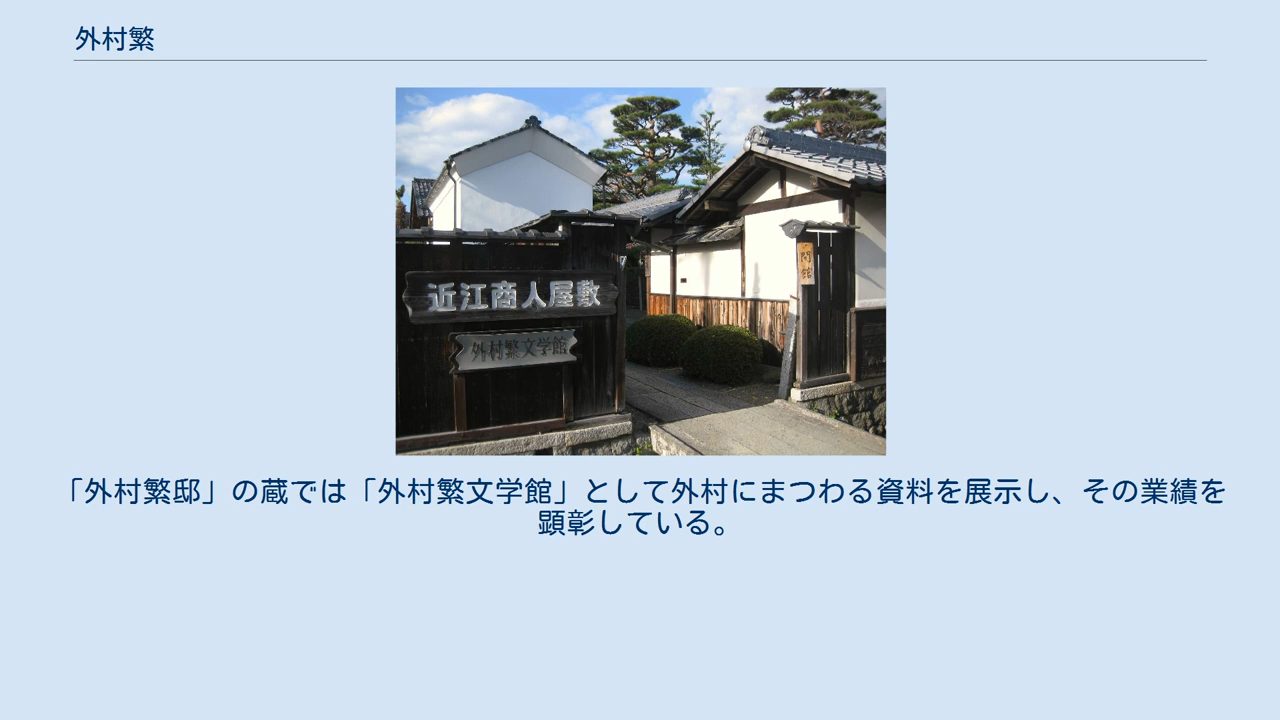 外村繁
近江商人屋敷
外村繁文学館
開館
「外村繁邸」の蔵では「外村繁文学館」として外村にまつわる資料を展示し、その業績を
顕彰している。